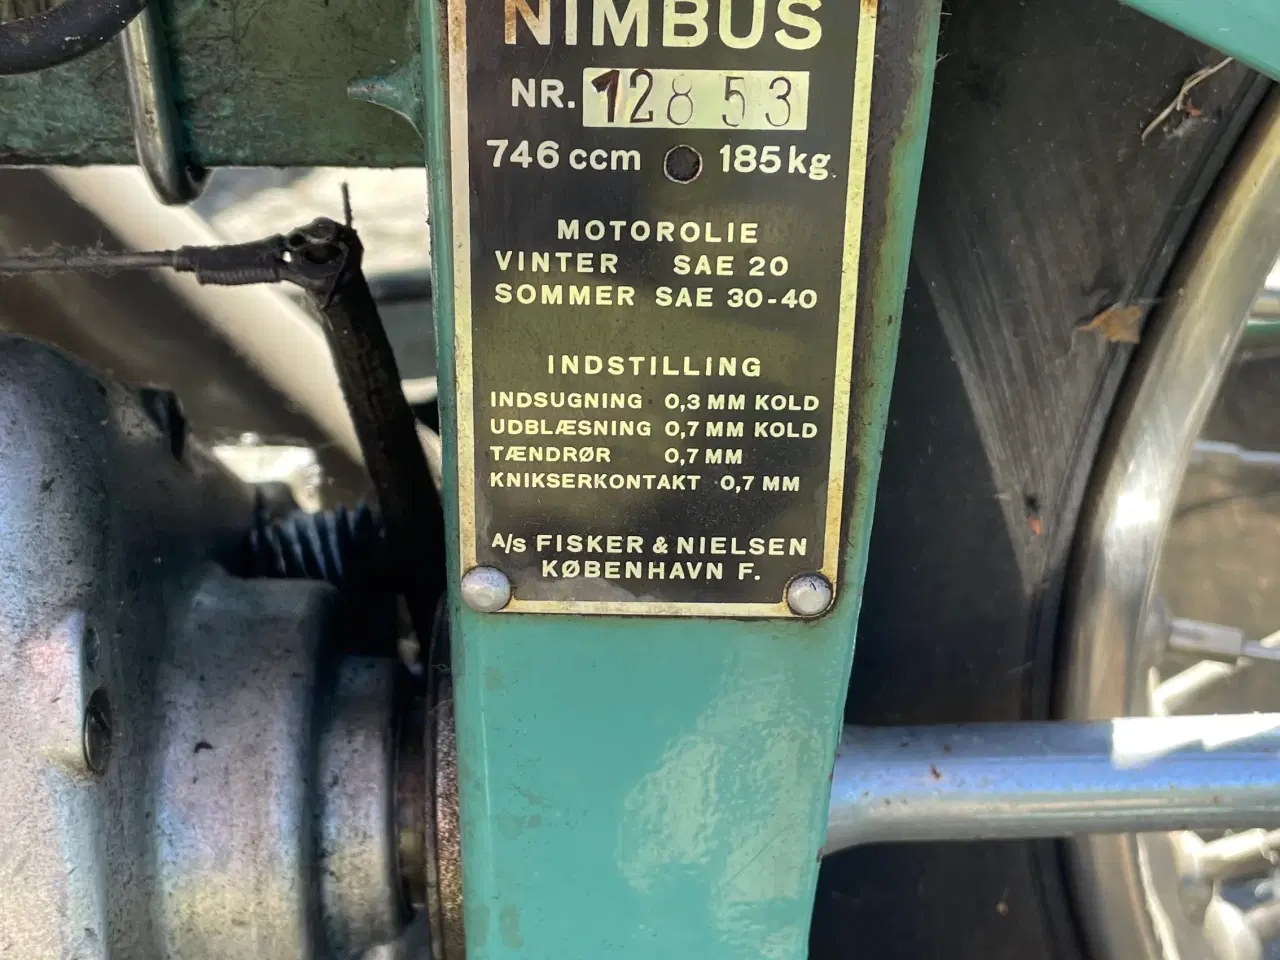 NIMBUS
NR. 12853
746 ccm 185 kg.
MOTOROLIE
VINTER SAE 20
SOMMER SAE 30-40
INDSTILLING
INDSUGNING 0,3 MM KOLD
UDBLÆSNING 0,7 MM KOLD
TÆNDRØR 0,7 MM
KNIKSERKONTAKT 0,7 MM
A/S FISKER & NIELSEN
KØBENHAVN F.